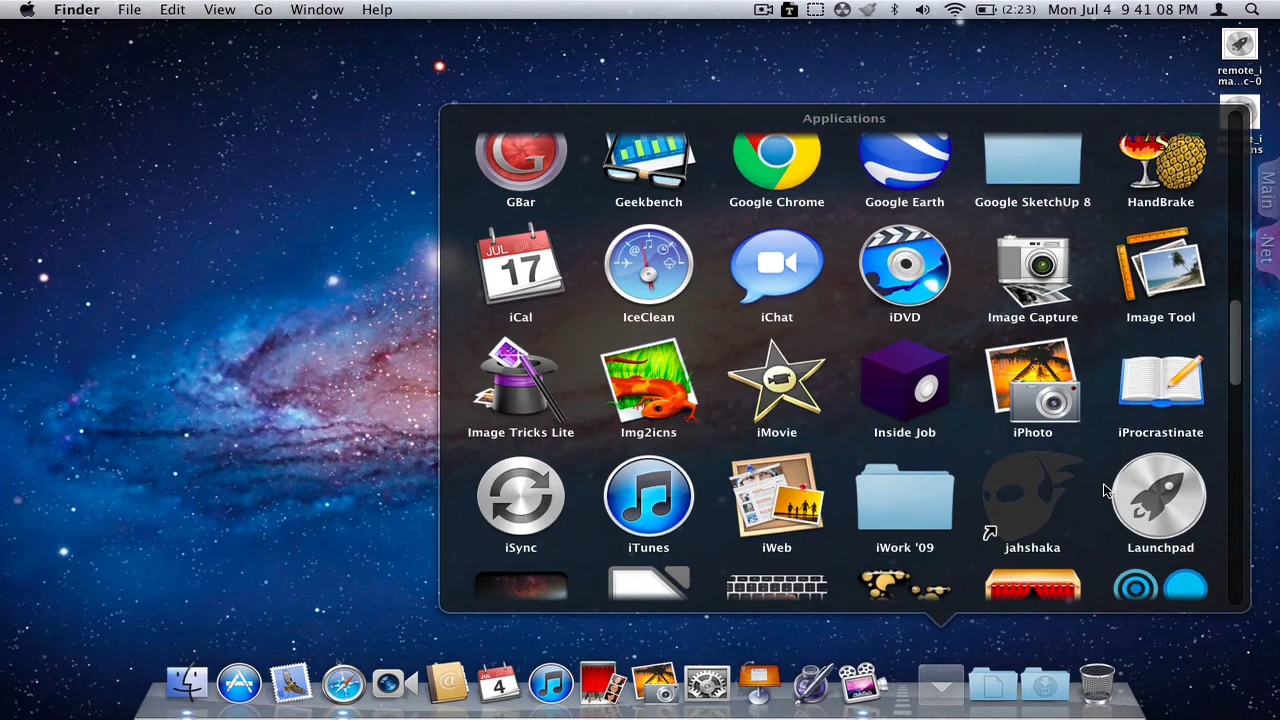 Finder File Edit View Go Window Help (2:23) Mon Jul 4 9 41 08 PM
remote_i
ma...c-0
Applications
GBar Geekbench Google Chrome Google Earth Google SketchUp 8 HandBrake
Main
Net
JUL
17
iCal IceClean iChat iDVD Image Capture Image Tool
Image Tricks Lite Img2icns iMovie Inside Job iPhoto iProcrastinate
iSync iTunes iWeb iWork '09 jahshaka Launchpad
JUL
4